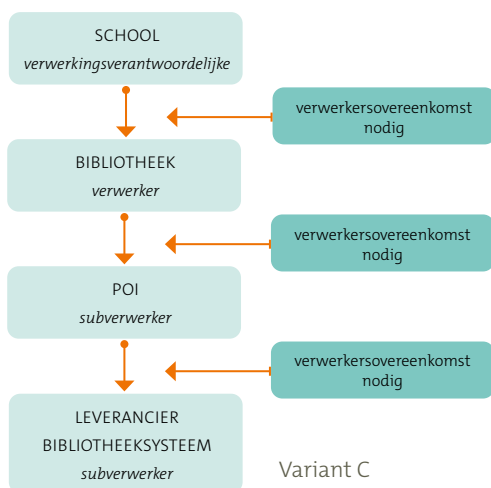 SCHOOL
verwerkingsverantwoordelijke
verwerkersovereenkomst
nodig
BIBLIOTHEEK
verwerker
verwerkersovereenkomst
nodig
POI
subverwerker
verwerkersovereenkomst
nodig
LEVERANCIER
BIBLIOTHEEKSYSTEEM
subverwerker
Variant C